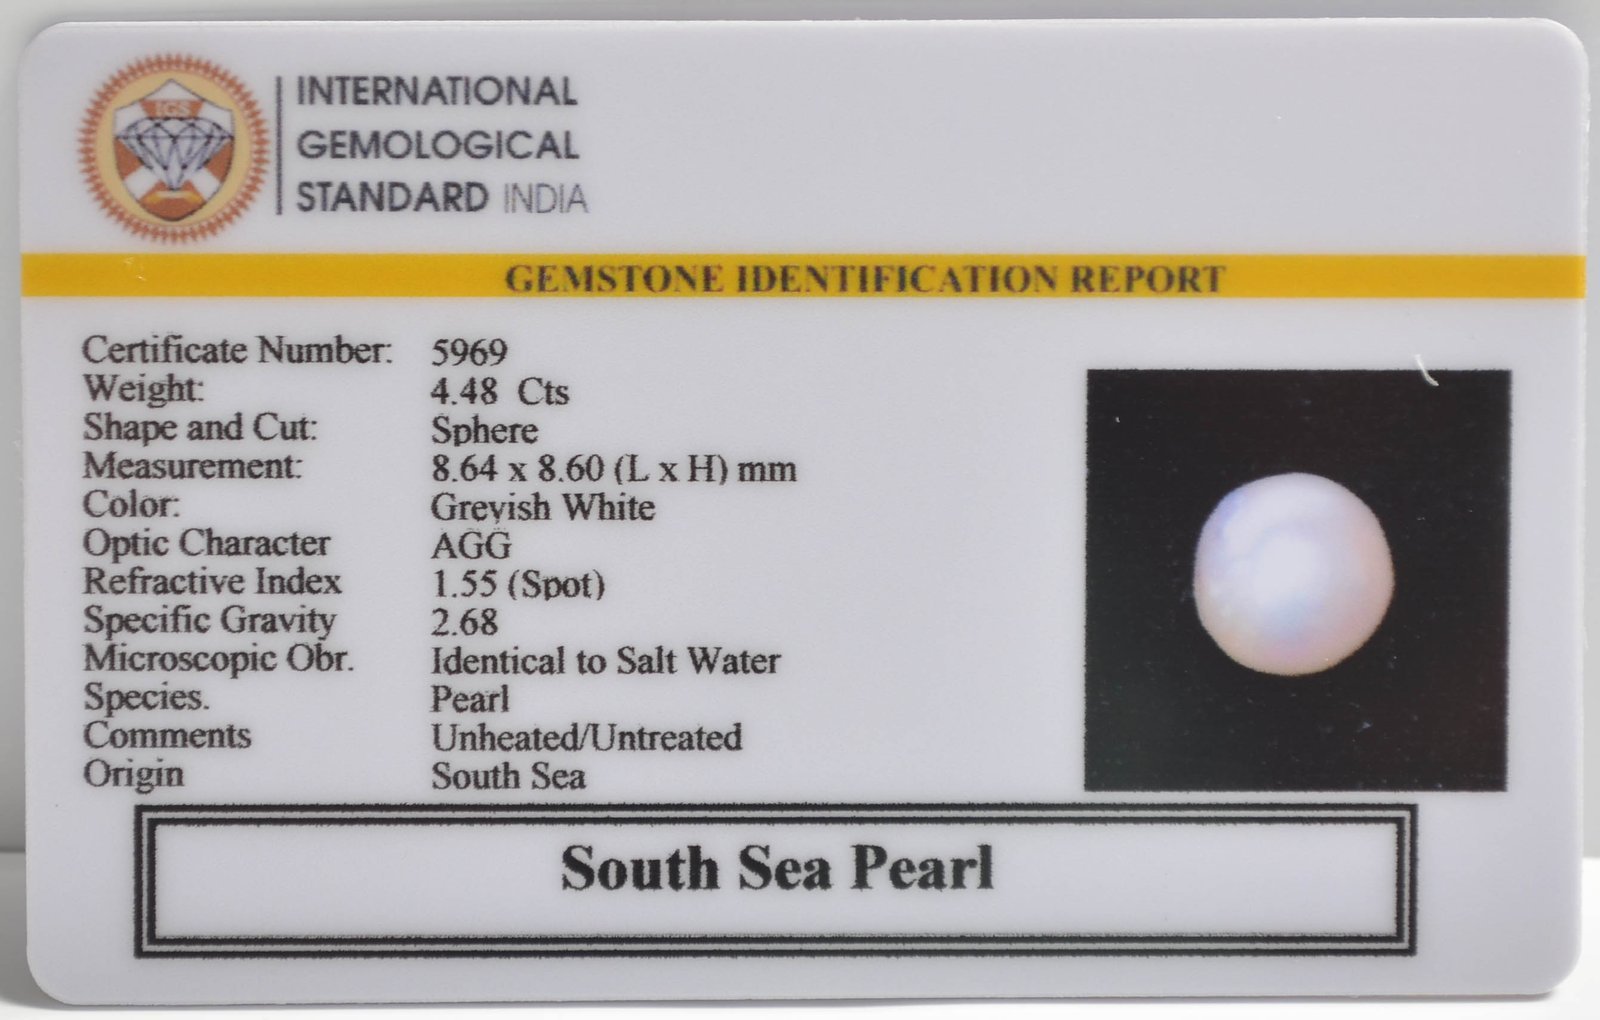 IGS
INTERNATIONAL
GEMOLOGICAL
STANDARD INDIA
GEMSTONE IDENTIFICATION REPORT
Certificate Number: 5969
Weight: 4.48 Cts
Shape and Cut: Sphere
Measurement: 8.64 x 8.60 (L x H) mm
Color: Greyish White
Optic Character AGG
Refractive Index 1.55 (Spot)
Specific Gravity 2.68
Microscopic Obr. Identical to Salt Water
Species. Pearl
Comments Unheated/Untreated
Origin South Sea
South Sea Pearl